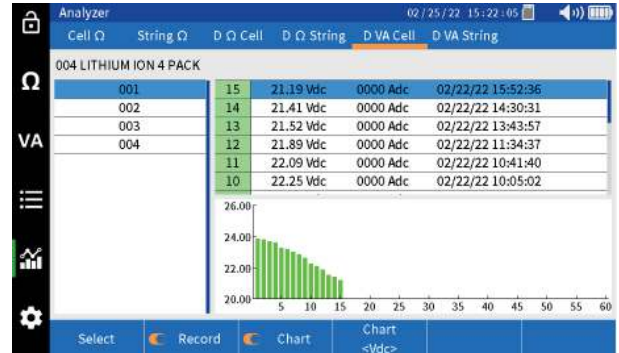 Analyzer 02/25/22 15:22:05
Cell Ω String Ω D Ω Cell D Ω String D VA Cell D VA String
004 LITHIUM ION 4 PACK
Ω
VA
001
002
003
004
15 21.19 Vdc 0000 Adc 02/22/22 15:52:36
14 21.41 Vdc 0000 Adc 02/22/22 14:30:31
13 21.52 Vdc 0000 Adc 02/22/22 13:43:57
12 21.89 Vdc 0000 Adc 02/22/22 11:34:37
11 22.09 Vdc 0000 Adc 02/22/22 10:41:40
10 22.25 Vdc 0000 Adc 02/22/22 10:05:02
26.00
24.00
22.00
20.00
5 10 15 20 25 30 35 40 45 50 55 60
Select Record Chart Chart
<Vdc>